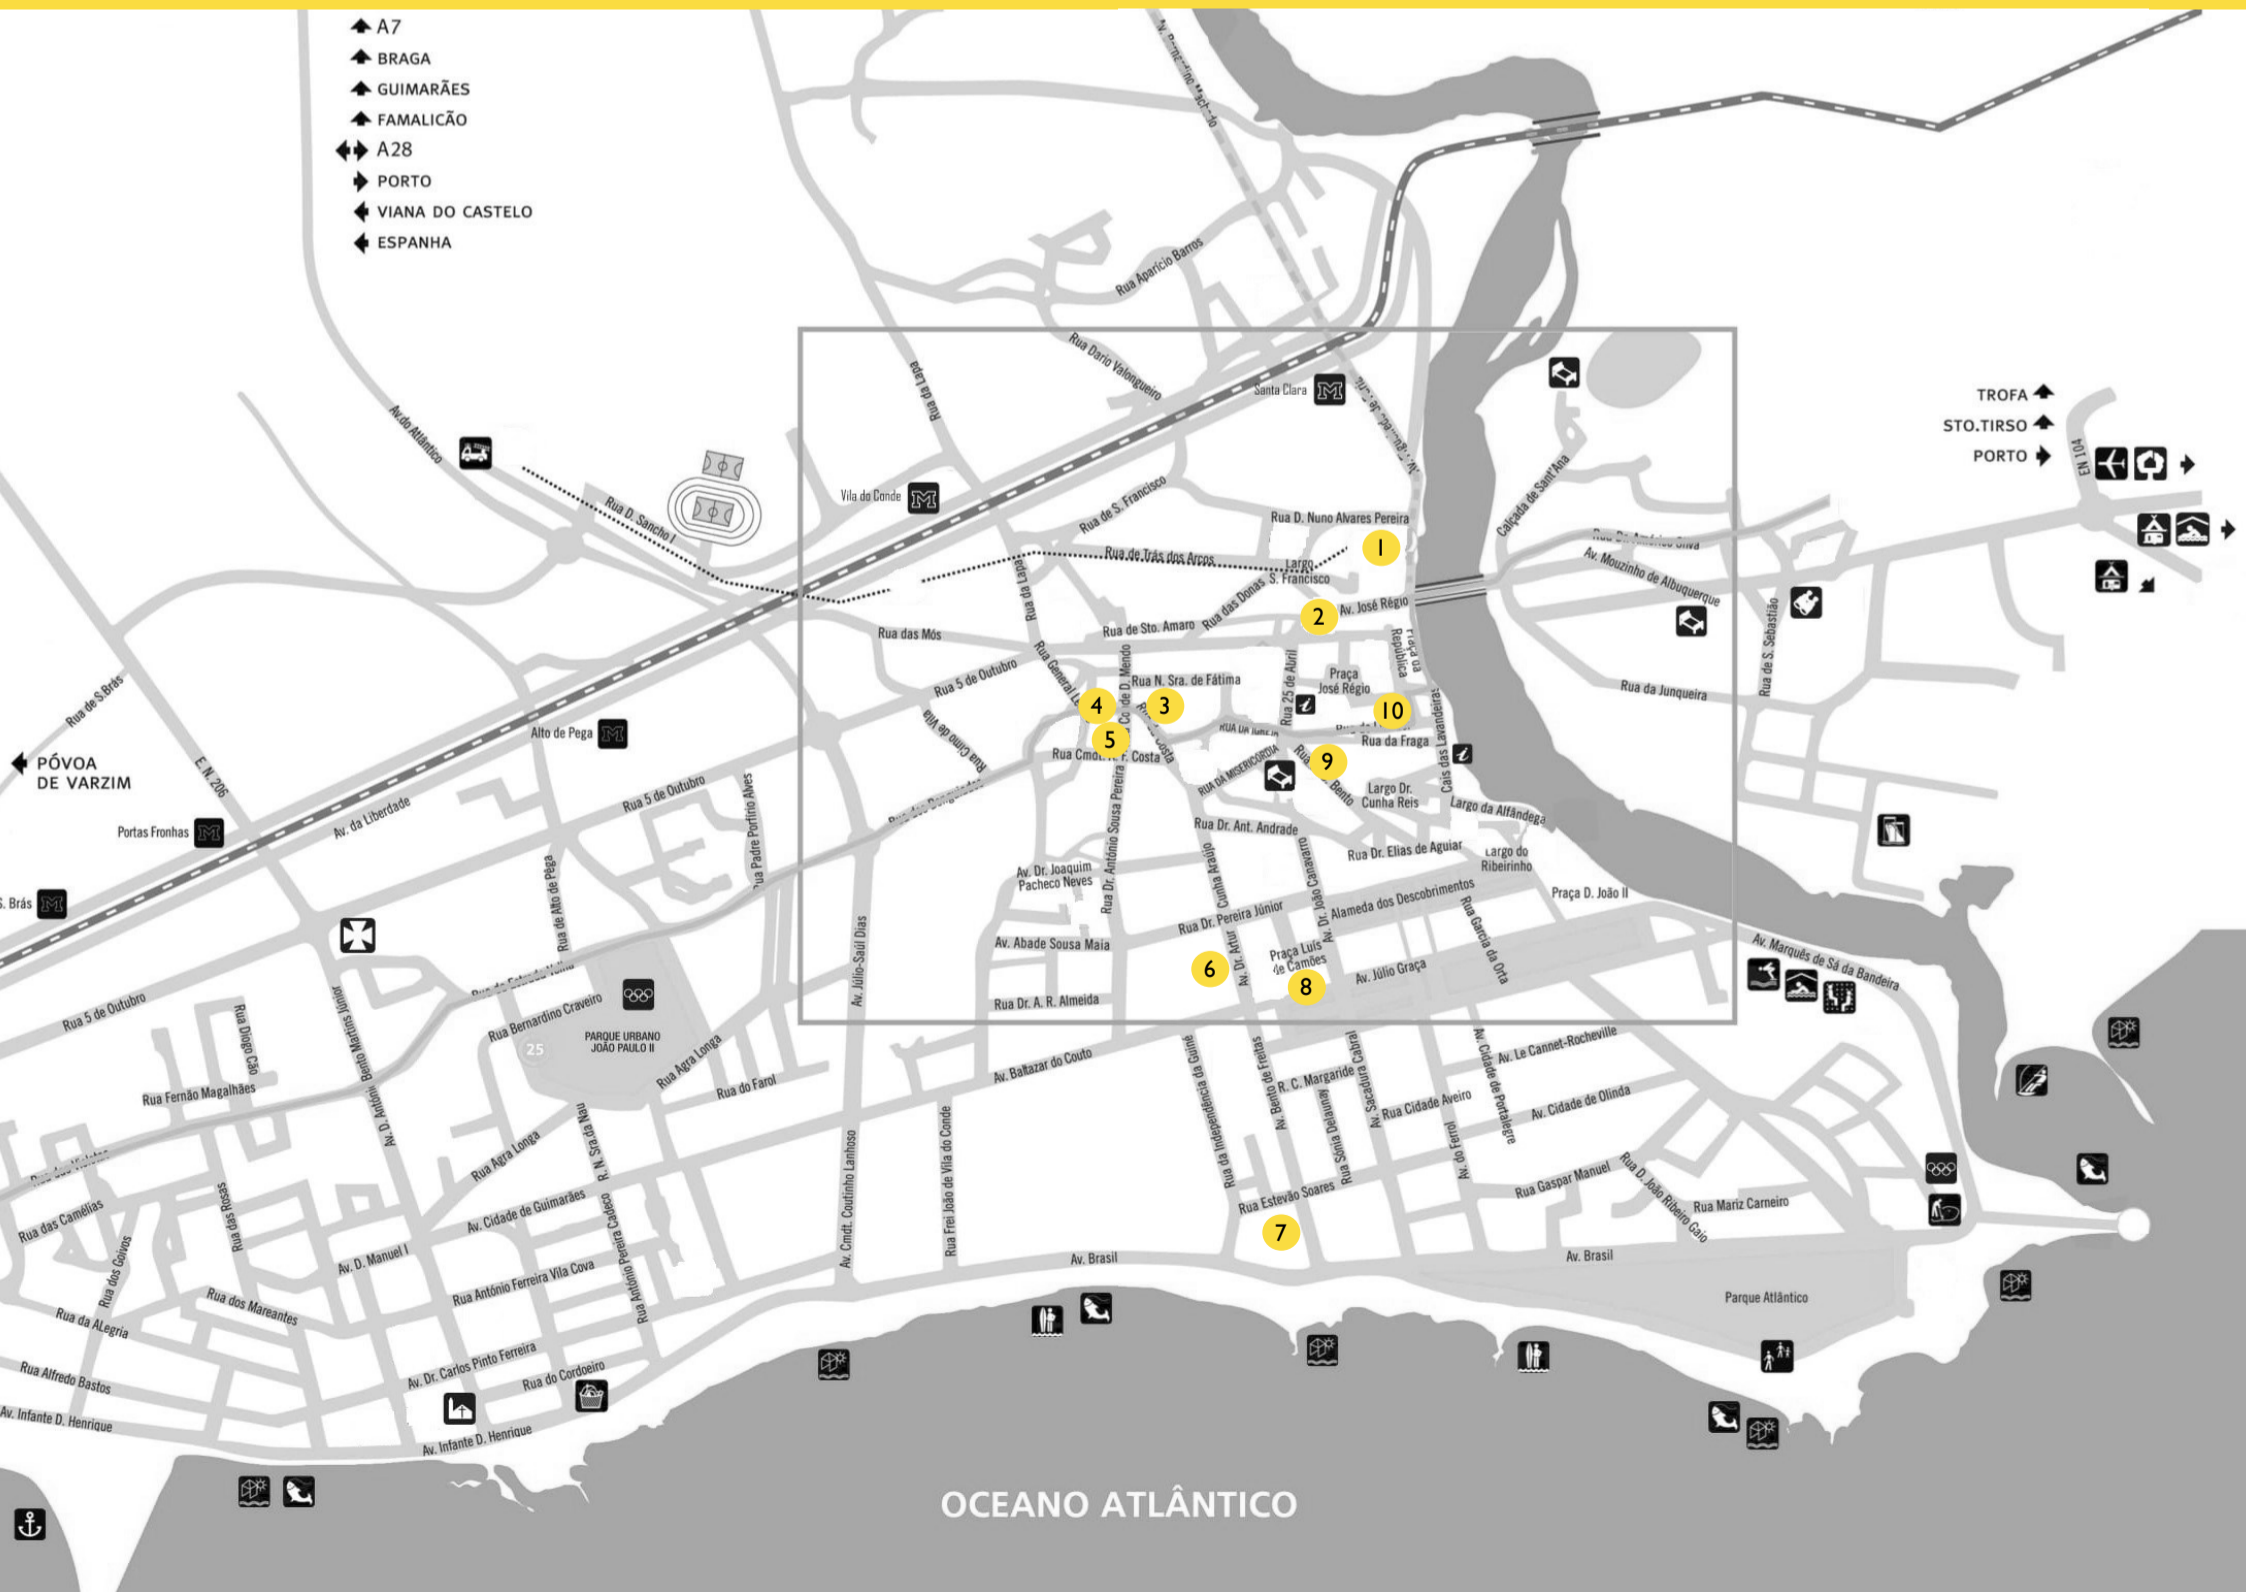 A7
BRAGA
GUIMARÃES
FAMALICÃO
A28
PORTO
VIANA DO CASTELO
ESPANHA
TROFA
STO.TIRSO
PORTO
EN 104
PÓVOA
DE VARZIM
Rua Aparício Barros
Rua Dario Valongueiro
Rua da Lapa
Santa Clara
Vila do Conde
Av.do Atlântico
Rua D. Sancho I
Rua de S. Francisco
Rua D. Nuno Alvares Pereira
1
Rua de Trás dos Arcos
Largo
S. Francisco
Rua das Donas
2
Av. José Régio
Rua da Lapa
Rua de Sto. Amaro
Rua das Mós
Rua 5 de Outubro
Rua N. Sra. de Fátima
Rua 25 de Abril
Praça
José Régio
Praça da
República
4
3
10
5
9
Rua da Fraga
Cais das Lavandeiras
Rua Cimo de Vila
RUA DA MISERICÓRDIA
Largo Dr.
Cunha Reis
Largo da Alfândega
Rua Dr. Ant. Andrade
Rua Dr. Elias de Aguiar
Largo do
Ribeirinho
Praça D. João II
Calçada de Sant'Ana
Av. Mouzinho de Albuquerque
Rua de S. Sebastião
Rua da Junqueira
Rua de S.Brás
E. N. 206
Alto de Pega
Portas Fronhas
S. Brás
Av. da Liberdade
Rua 5 de Outubro
Rua Padre Porfírio Alves
Rua de Alto de Pêga
Av. Júlio-Saúl Dias
Av. Dr. Joaquim
Pacheco Neves
Rua Dr. António Sousa Pereira
Cunha Araújo
Av. Dr. João Canavarro
Alameda dos Descobrimentos
Rua Dr. Pereira Júnior
Av. Abade Sousa Maia
6
Av. Dr. Artur
Praça Luís
de Camões
8
Av. Júlio Graça
Rua Garcia da Orta
Rua Dr. A. R. Almeida
Av. Marquês de Sá da Bandeira
Rua 5 de Outubro
Rua Diogo Cão
Bento Martins Júnior
Av. D. António
Rua Bernardino Craveiro
25
PARQUE URBANO
JOÃO PAULO II
Rua Agra Longa
Rua do Farol
Av. Baltazar do Couto
Rua Fernão Magalhães
Rua da Independência da Guiné
Av. Bento de Freitas
R. C. Margaride
Av. Sacadura Cabral
Rua Sónia Delaunay
Rua Cidade Aveiro
Av. do Ferrol
Av. Cidade de Portalegre
Av. Le Cannet-Rocheville
Av. Cidade de Olinda
Rua Agra Longa
R. N. Sra.da Nau
Av. Cmdt. Coutinho Lanhoso
Rua Frei João de Vila do Conde
Rua Estevão Soares
7
Rua Gaspar Manuel
Rua D. João Ribeiro Gaio
Rua Mariz Carneiro
Av. Brasil
Av. Brasil
Parque Atlântico
Rua das Camélias
Rua das Rosas
Rua dos Goivos
Av. Cidade de Guimarães
Av. D. Manuel I
Rua António Ferreira Vila Cova
Rua António Pereira Cadeco
Rua dos Mareantes
Rua da ALegria
Rua Alfredo Bastos
Av. Dr. Carlos Pinto Ferreira
Rua do Cordoeiro
Av. Infante D. Henrique
Av. Infante D. Henrique
OCEANO ATLÂNTICO